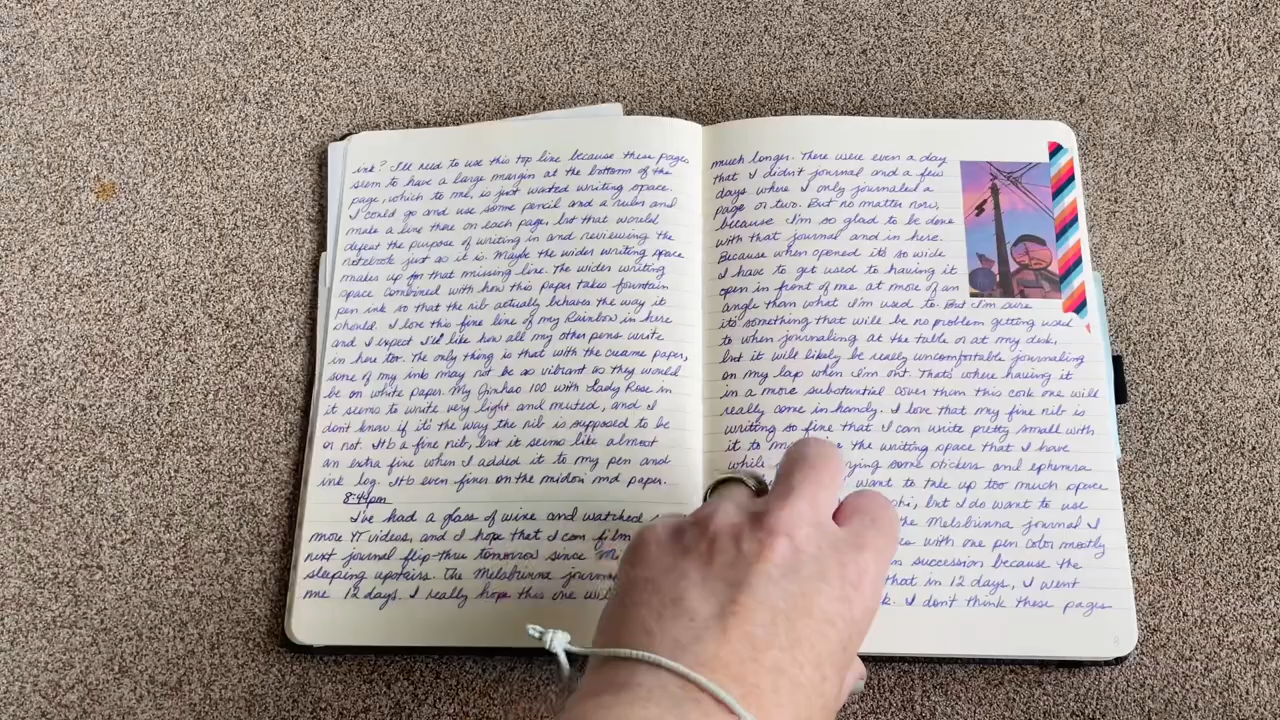 ink? I'll need to use this top line because these pages
seem to have a large margin at the bottom of the
page, which to me, is just wasted writing space.
I could go and use some pencil and a ruler and
make a line there on each page, but that would
defeat the purpose of writing in and reviewing the
notebook just as it is. Maybe the wider writing space
makes up for that missing line. The wider writing
space combined with how this paper takes fountain
pen ink so that the nib actually behaves the way it
should. I love this fine line of my Rainbow in here
and I expect I'd like how all my other pens write
in here too. The only thing is that with the creame paper,
some of my inks may not be as vibrant as they would
be on white paper. My Jinhao 100 with Lady Rose in
it seems to write very light and muted, and I
don't know if it's the way the nib is supposed to be
or not. It's a fine nib, but it seems like almost
an extra fine when I added it to my pen and
ink log. It's even finer on the midori md paper.
8:44pm
I've had a glass of wine and watched
more YT videos, and I hope that I can film
next journal flip-thru tomorrow since
sleeping upstairs. The Melsbrinna
me 12 days. I really hope this one
much longer. There were even a day
that I didn't journal and a few
days where I only journaled a
page or two. But no matter now,
because I'm so glad to be done
with that journal and in here.
Because when opened it's so wide
I have to get used to having it
open in front of me at more of an
angle than what I'm used to. But I'm sure
it's something that will be no problem getting used
to when journaling at the table or at my desk,
but it will likely be really uncomfortable journaling
on my lap when I'm out. That's where having it
in a more substantial cover than this cork one will
really come in handy. I love that my fine nib is
writing so fine that I can write pretty small with
it to the writing space that I have
while some stickers and ephemera
want to take up too much space
but I do want to use
the Melsbrinna journal I
with one pen color mostly
in succession because the
that in 12 days, I went
I don't think these pages